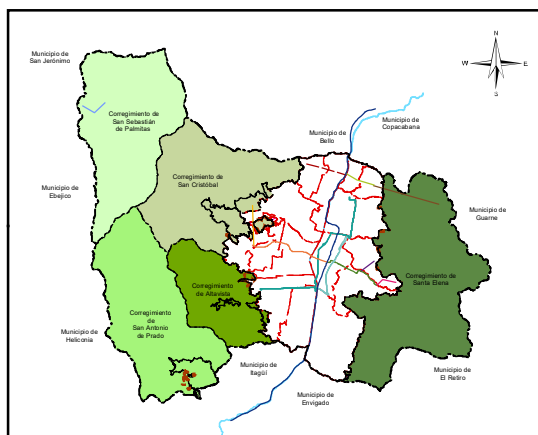 Municipio de
San Jerónimo
N
W
E
S
Municipio de
Copacabana
Corregimiento de
San Sebastián
de Palmitas
Municipio de
Bello
Corregimiento de
San Cristóbal
Municipio de
Ebejico
Municipio de
Guarne
Corregimiento de
Santa Elena
Corregimiento
de Altavista
Corregimiento
de
San Antonio
de Prado
Municipio de
Heliconia
Municipio de
Itagüí
Municipio de
El Retiro
Municipio de
Envigado